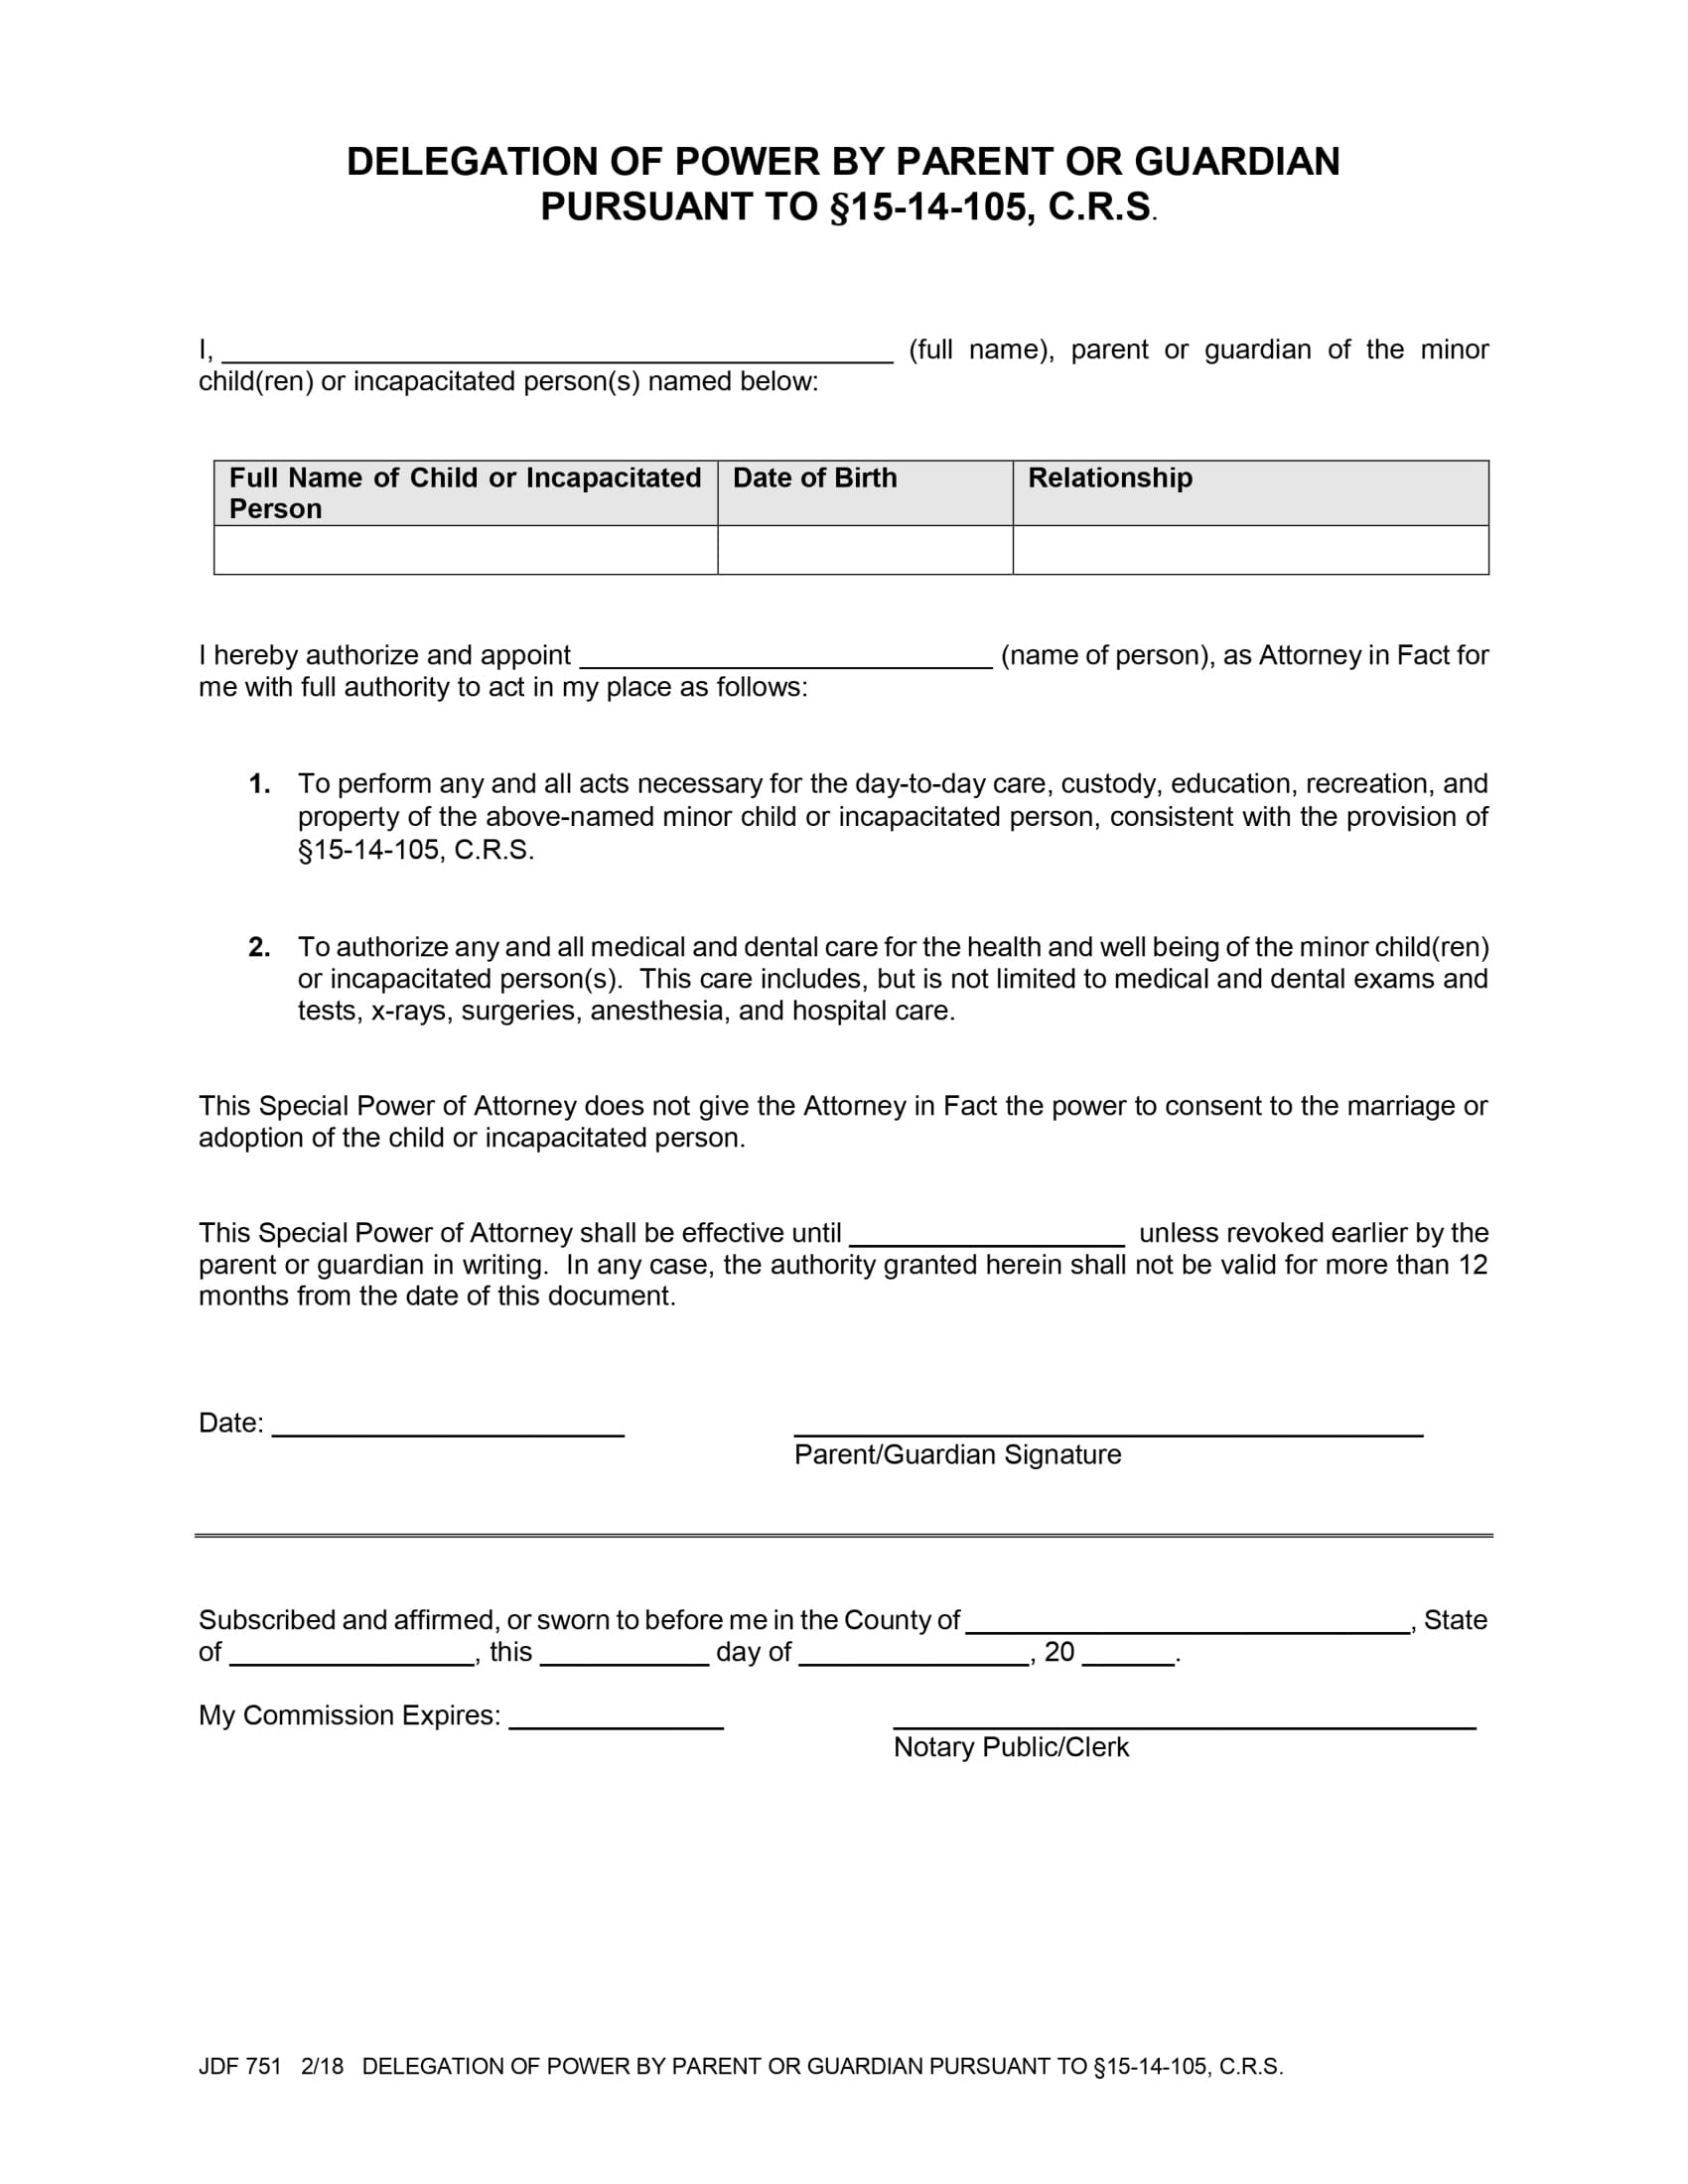 DELEGATION OF POWER BY PARENT OR GUARDIAN
PURSUANT TO §15-14-105, C.R.S.
I, ____________________________________________ (full name), parent or guardian of the minor
child(ren) or incapacitated person(s) named below:
Full Name of Child or Incapacitated Person | Date of Birth | Relationship
I hereby authorize and appoint ___________________________ (name of person), as Attorney in Fact for
me with full authority to act in my place as follows:
1. To perform any and all acts necessary for the day-to-day care, custody, education, recreation, and
property of the above-named minor child or incapacitated person, consistent with the provision of
§15-14-105, C.R.S.
2. To authorize any and all medical and dental care for the health and well being of the minor child(ren)
or incapacitated person(s). This care includes, but is not limited to medical and dental exams and
tests, x-rays, surgeries, anesthesia, and hospital care.
This Special Power of Attorney does not give the Attorney in Fact the power to consent to the marriage or
adoption of the child or incapacitated person.
This Special Power of Attorney shall be effective until __________________ unless revoked earlier by the
parent or guardian in writing. In any case, the authority granted herein shall not be valid for more than 12
months from the date of this document.
Date: _______________________ _________________________________________
Parent/Guardian Signature
Subscribed and affirmed, or sworn to before me in the County of _____________________________, State
of ________________, this ___________ day of _______________, 20 ______.
My Commission Expires: ______________ ______________________________________
Notary Public/Clerk
JDF 751 2/18 DELEGATION OF POWER BY PARENT OR GUARDIAN PURSUANT TO §15-14-105, C.R.S.